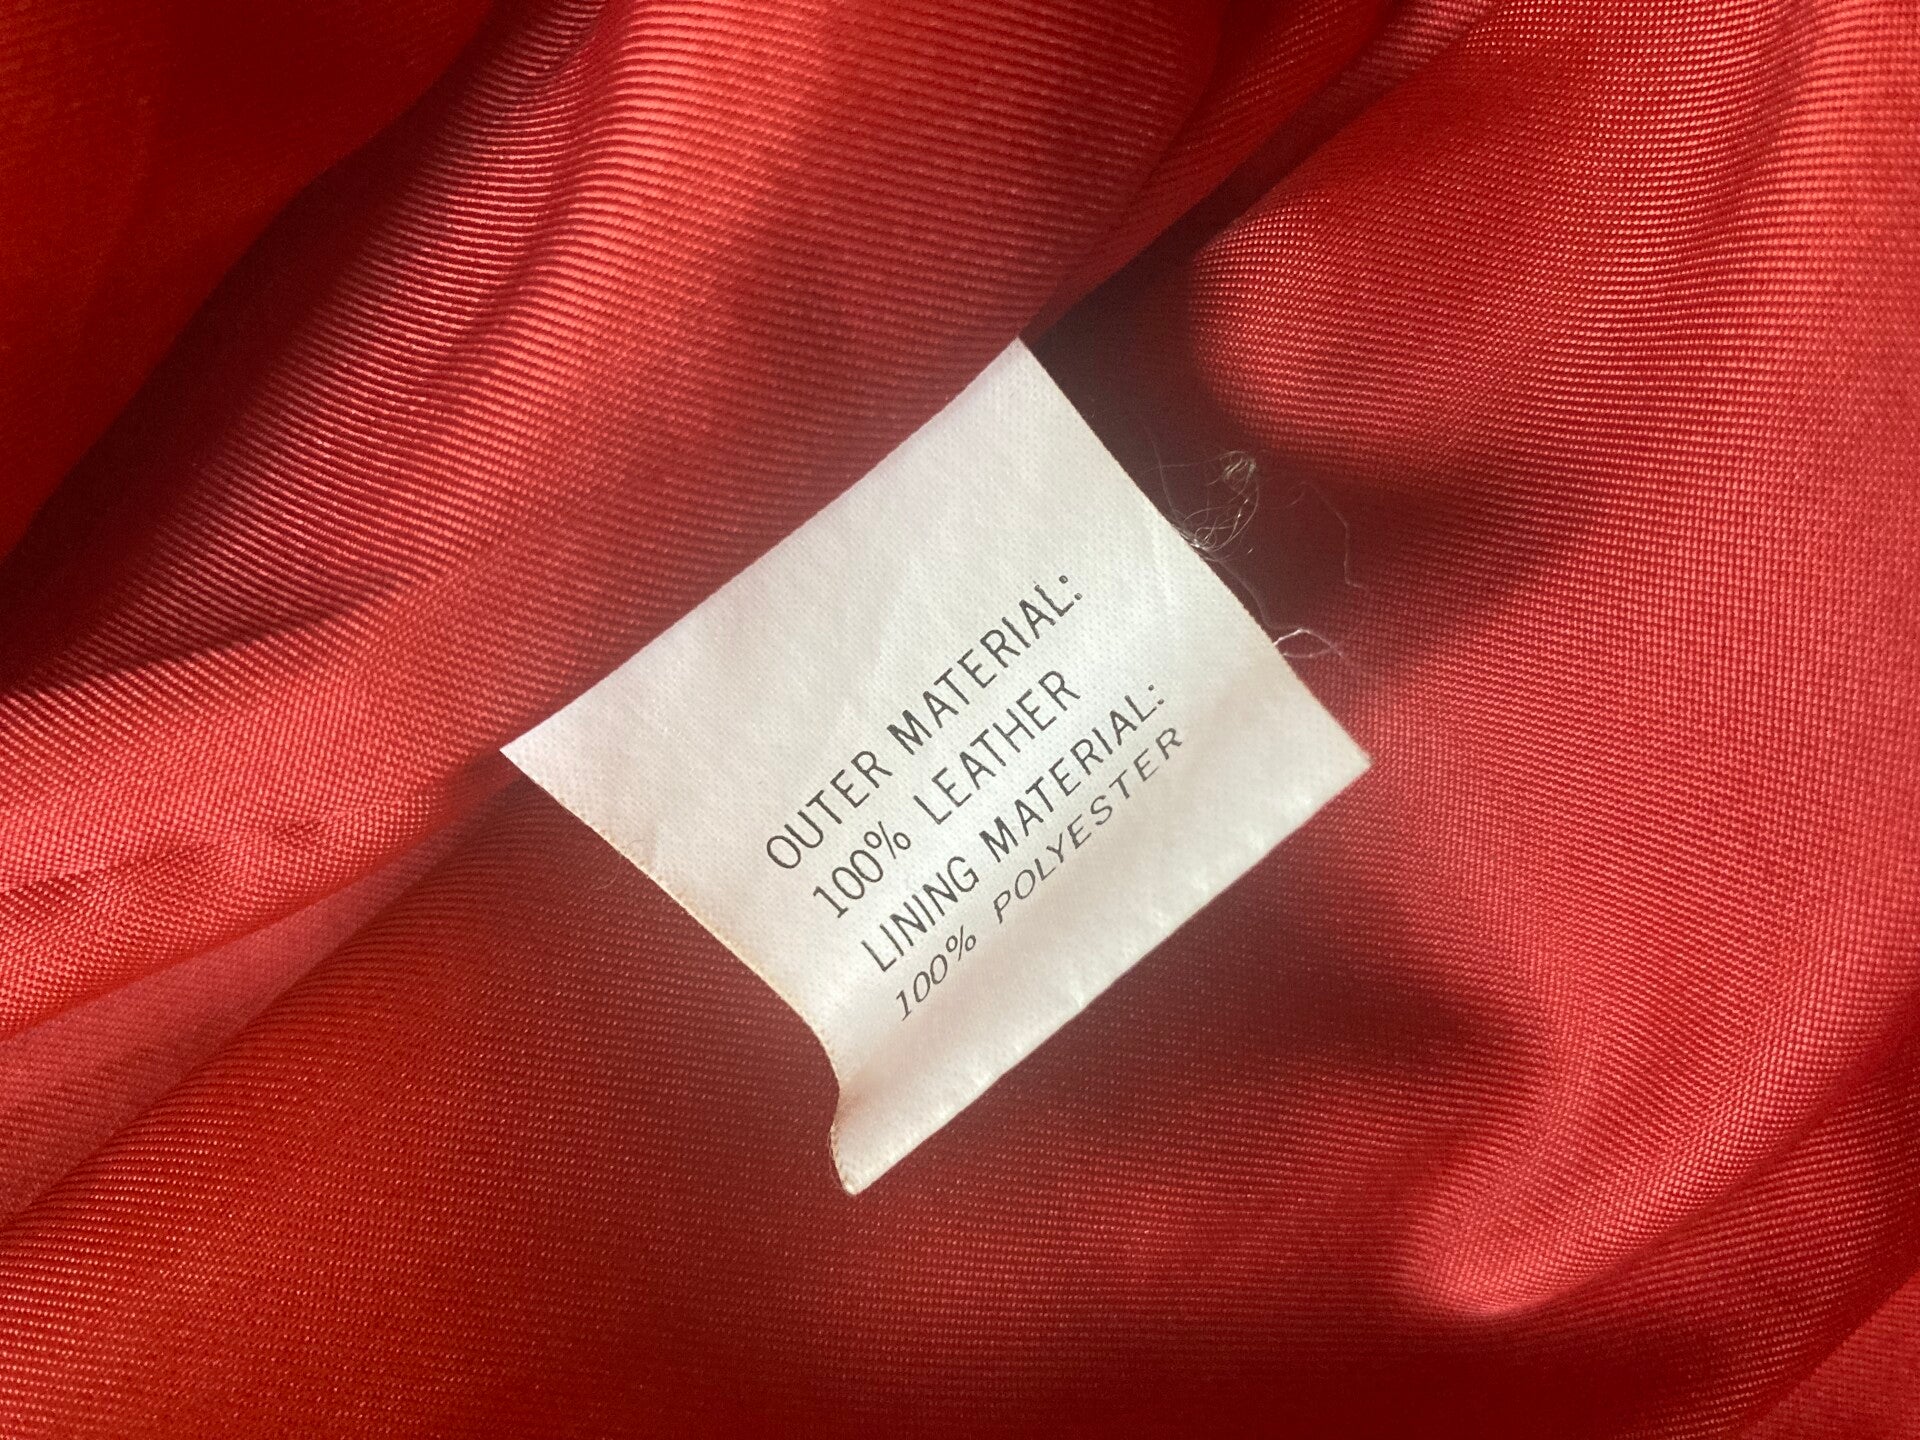 OUTER MATERIAL:
100% LEATHER
LINING MATERIAL:
100% POLYESTER